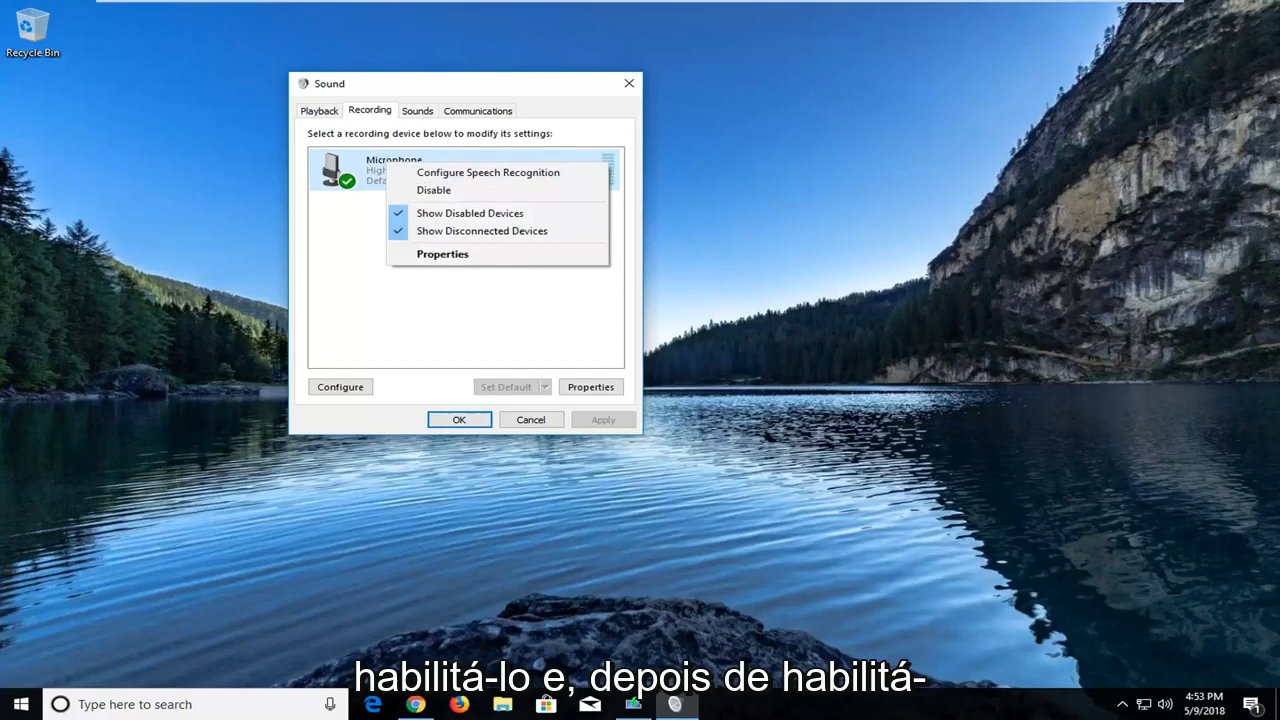 Recycle Bin
Sound
Playback
Recording
Sounds
Communications
Select a recording device below to modify its settings:
Microphone
Configure Speech Recognition
Disable
Show Disabled Devices
Show Disconnected Devices
Properties
Configure
Set Default
Properties
OK
Cancel
Apply
habilitá-lo e, depois de habilitá-
Type here to search
4:53 PM
5/9/2018
1